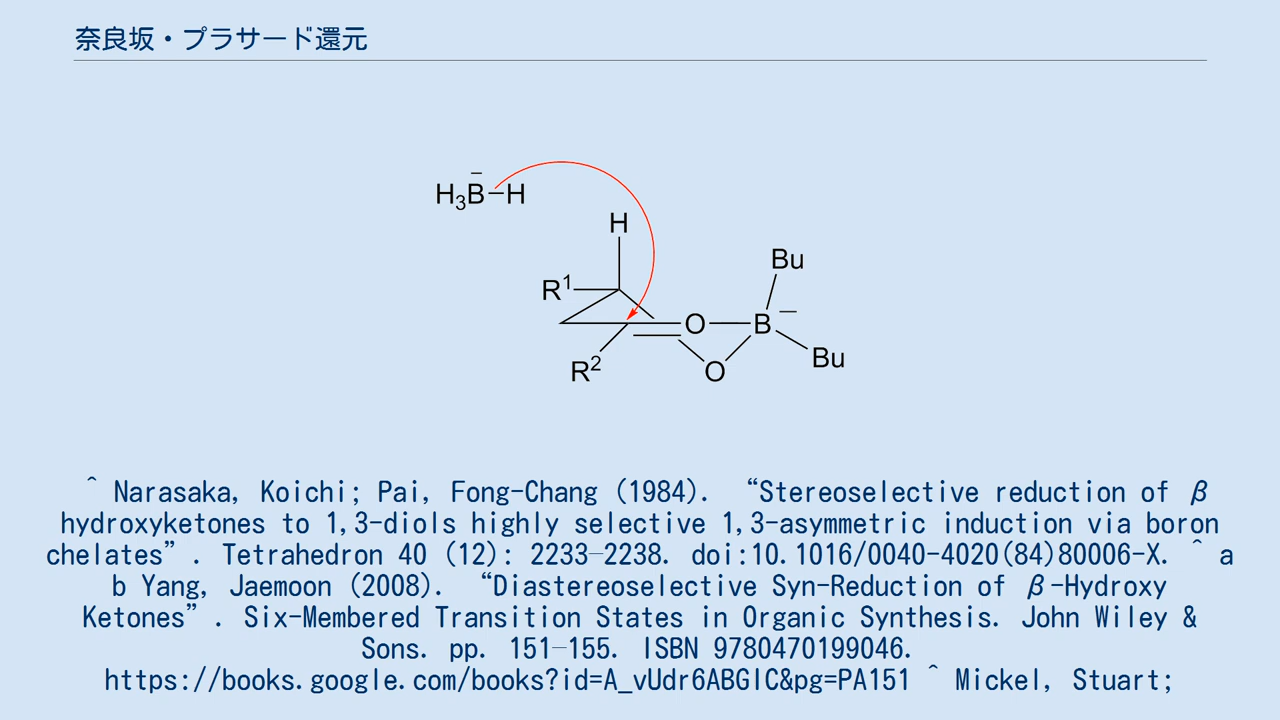 奈良坂・プラサード還元
H₃B̅–H
H
Bu
R¹
O
B –
Bu
R²
O
^ Narasaka, Koichi; Pai, Fong-Chang (1984). “Stereoselective reduction of β
hydroxyketones to 1,3-diols highly selective 1,3-asymmetric induction via boron
chelates”. Tetrahedron 40 (12): 2233–2238. doi:10.1016/0040-4020(84)80006-X. ^ a
b Yang, Jaemoon (2008). “Diastereoselective Syn-Reduction of β-Hydroxy
Ketones”. Six-Membered Transition States in Organic Synthesis. John Wiley &
Sons. pp. 151–155. ISBN 9780470199046.
https://books.google.com/books?id=A_vUdr6ABGIC&pg=PA151 ^ Mickel, Stuart;